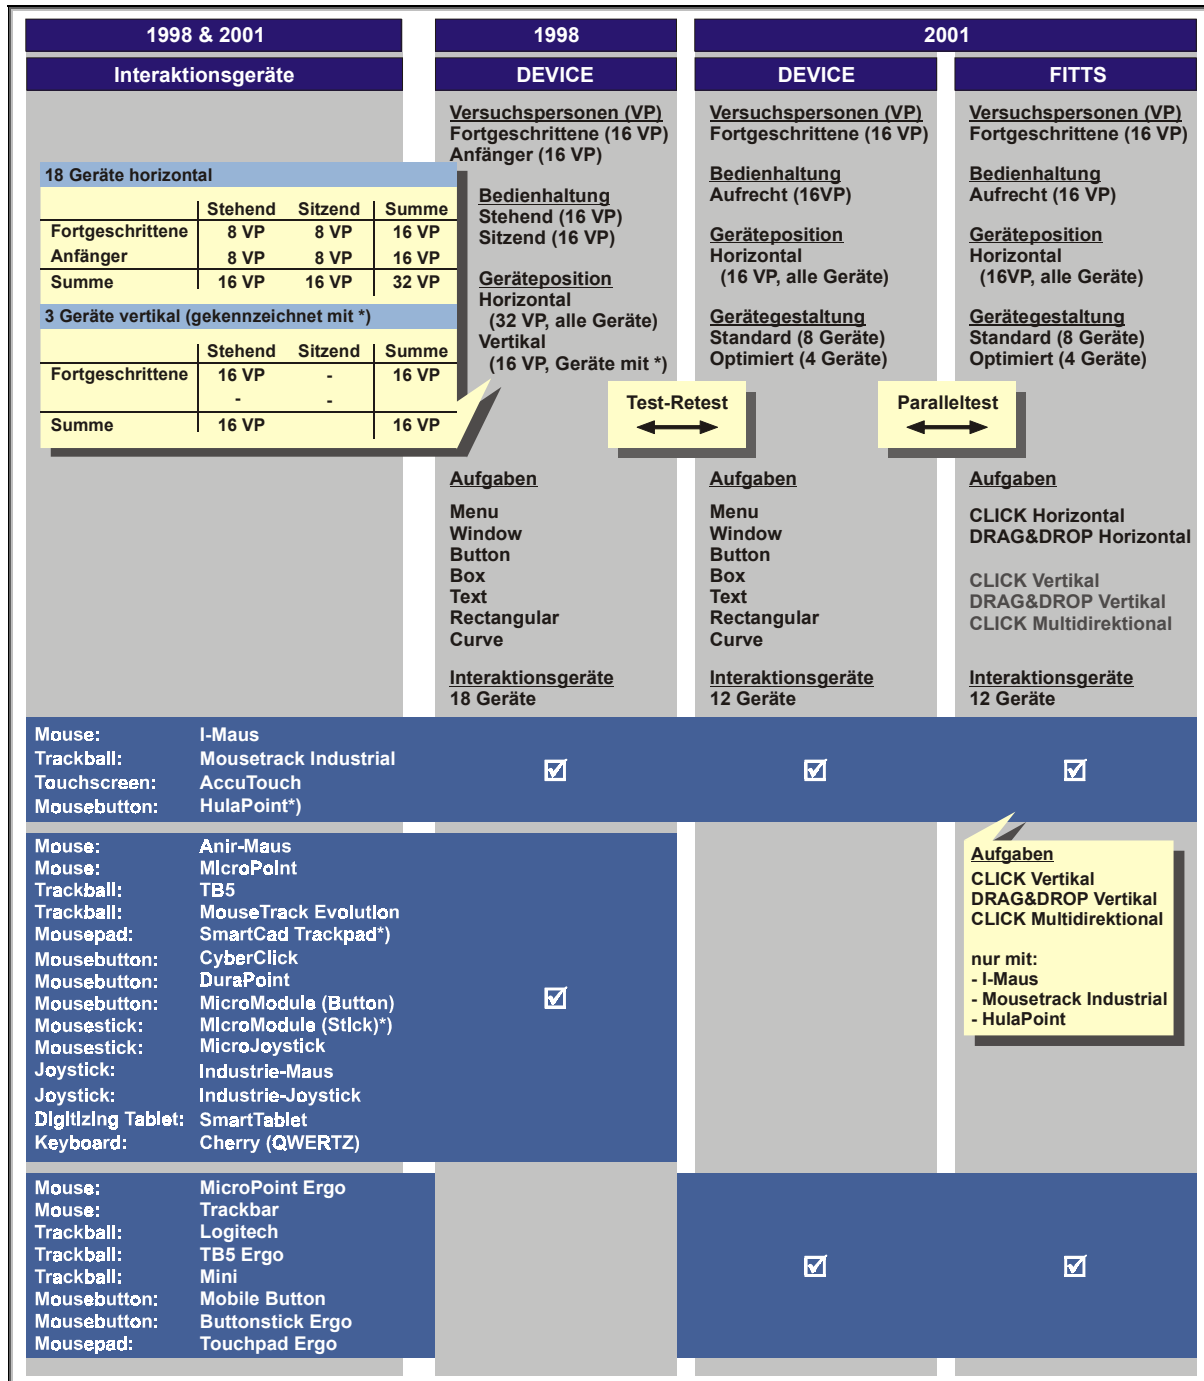 1998 & 2001
1998
2001
Interaktionsgeräte
DEVICE
DEVICE
FITTS
18 Geräte horizontal
Stehend Sitzend Summe
Fortgeschrittene 8 VP 8 VP 16 VP
Anfänger 8 VP 8 VP 16 VP
Summe 16 VP 16 VP 32 VP
3 Geräte vertikal (gekennzeichnet mit *)
Stehend Sitzend Summe
Fortgeschrittene 16 VP - 16 VP
- -
Summe 16 VP 16 VP
Versuchspersonen (VP)
Fortgeschrittene (16 VP)
Anfänger (16 VP)
Bedienhaltung
Stehend (16 VP)
Sitzend (16 VP)
Geräteposition
Horizontal
(32 VP, alle Geräte)
Vertikal
(16 VP, Geräte mit *)
Versuchspersonen (VP)
Fortgeschrittene (16 VP)
Bedienhaltung
Aufrecht (16VP)
Geräteposition
Horizontal
(16 VP, alle Geräte)
Gerätegestaltung
Standard (8 Geräte)
Optimiert (4 Geräte)
Versuchspersonen (VP)
Fortgeschrittene (16 VP)
Bedienhaltung
Aufrecht (16 VP)
Geräteposition
Horizontal
(16VP, alle Geräte)
Gerätegestaltung
Standard (8 Geräte)
Optimiert (4 Geräte)
Test-Retest
Paralleltest
Aufgaben
Menu
Window
Button
Box
Text
Rectangular
Curve
Interaktionsgeräte
18 Geräte
Aufgaben
Menu
Window
Button
Box
Text
Rectangular
Curve
Interaktionsgeräte
12 Geräte
Aufgaben
CLICK Horizontal
DRAG&DROP Horizontal
CLICK Vertikal
DRAG&DROP Vertikal
CLICK Multidirektional
Interaktionsgeräte
12 Geräte
Mouse: I-Maus
Trackball: Mousetrack Industrial
Touchscreen: AccuTouch
Mousebutton: HulaPoint*)
Mouse: Anir-Maus
Mouse: MicroPoint
Trackball: TB5
Trackball: MouseTrack Evolution
Mousepad: SmartCad Trackpad*)
Mousebutton: CyberClick
Mousebutton: DuraPoint
Mousebutton: MicroModule (Button)
Mousestick: MicroModule (Stick)*)
Mousestick: MicroJoystick
Joystick: Industrie-Maus
Joystick: Industrie-Joystick
Digitizing Tablet: SmartTablet
Keyboard: Cherry (QWERTZ)
Aufgaben
CLICK Vertikal
DRAG&DROP Vertikal
CLICK Multidirektional
nur mit:
- I-Maus
- Mousetrack Industrial
- HulaPoint
Mouse: MicroPoint Ergo
Mouse: Trackbar
Trackball: Logitech
Trackball: TB5 Ergo
Trackball: Mini
Mousebutton: Mobile Button
Mousebutton: Buttonstick Ergo
Mousepad: Touchpad Ergo